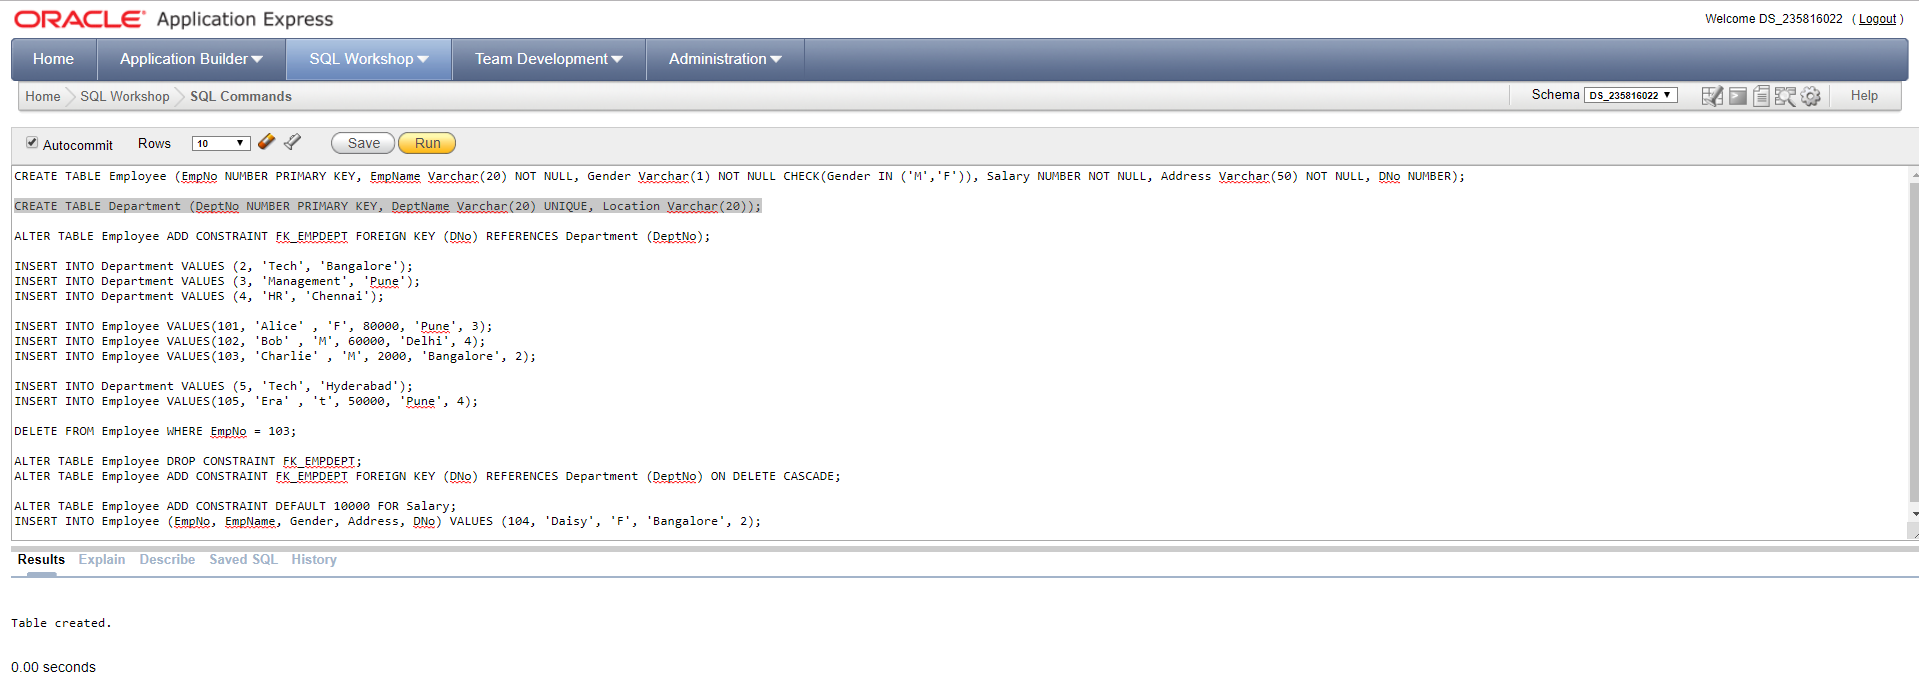 ORACLE Application Express
Welcome DS_235816022 ( Logout )
Home Application Builder SQL Workshop Team Development Administration
Home SQL Workshop SQL Commands
Schema DS_235816022 Help
Autocommit Rows 10 Save Run
CREATE TABLE Employee (EmpNo NUMBER PRIMARY KEY, EmpName Varchar(20) NOT NULL, Gender Varchar(1) NOT NULL CHECK(Gender IN ('M','F')), Salary NUMBER NOT NULL, Address Varchar(50) NOT NULL, DNo NUMBER);
CREATE TABLE Department (DeptNo NUMBER PRIMARY KEY, DeptName Varchar(20) UNIQUE, Location Varchar(20));
ALTER TABLE Employee ADD CONSTRAINT FK_EMPDEPT FOREIGN KEY (DNo) REFERENCES Department (DeptNo);
INSERT INTO Department VALUES (2, 'Tech', 'Bangalore');
INSERT INTO Department VALUES (3, 'Management', 'Pune');
INSERT INTO Department VALUES (4, 'HR', 'Chennai');
INSERT INTO Employee VALUES(101, 'Alice' , 'F', 80000, 'Pune', 3);
INSERT INTO Employee VALUES(102, 'Bob' , 'M', 60000, 'Delhi', 4);
INSERT INTO Employee VALUES(103, 'Charlie' , 'M', 2000, 'Bangalore', 2);
INSERT INTO Department VALUES (5, 'Tech', 'Hyderabad');
INSERT INTO Employee VALUES(105, 'Era' , 't', 50000, 'Pune', 4);
DELETE FROM Employee WHERE EmpNo = 103;
ALTER TABLE Employee DROP CONSTRAINT FK_EMPDEPT;
ALTER TABLE Employee ADD CONSTRAINT FK_EMPDEPT FOREIGN KEY (DNo) REFERENCES Department (DeptNo) ON DELETE CASCADE;
ALTER TABLE Employee ADD CONSTRAINT DEFAULT 10000 FOR Salary;
INSERT INTO Employee (EmpNo, EmpName, Gender, Address, DNo) VALUES (104, 'Daisy', 'F', 'Bangalore', 2);
Results Explain Describe Saved SQL History
Table created.
0.00 seconds